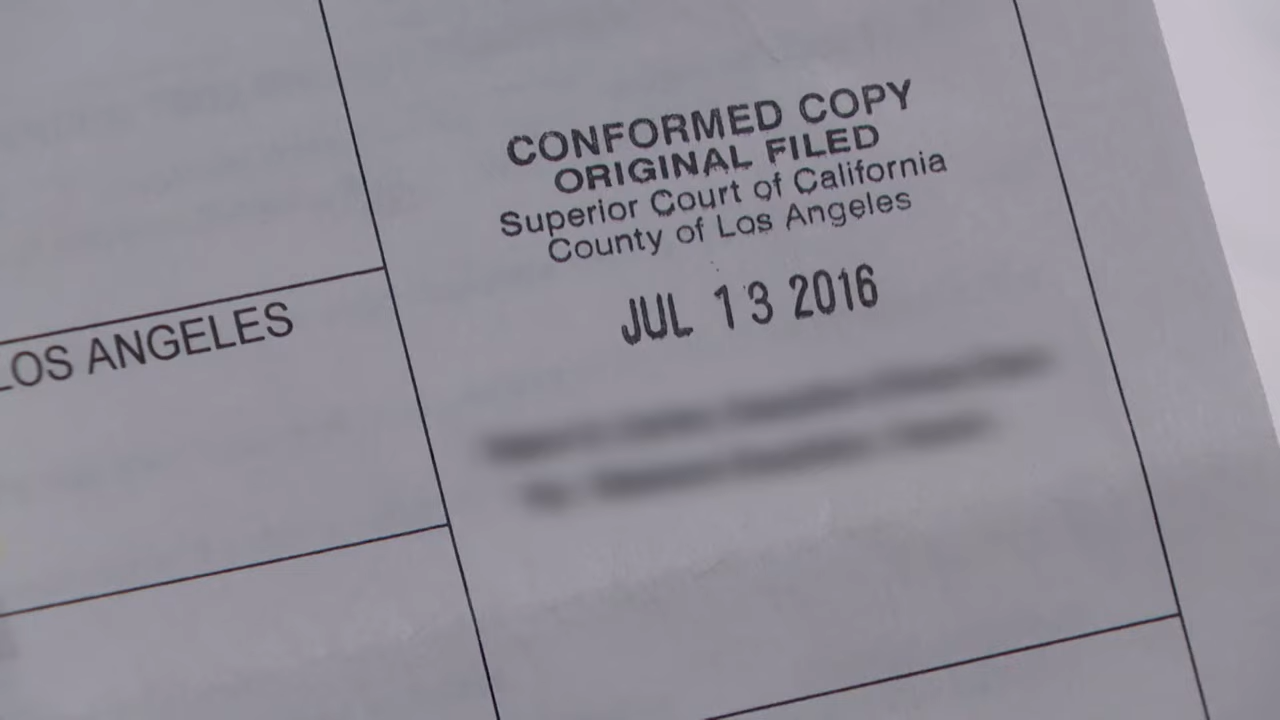 CONFORMED COPY
ORIGINAL FILED
Superior Court of California
County of Los Angeles
JUL 13 2016
LOS ANGELES